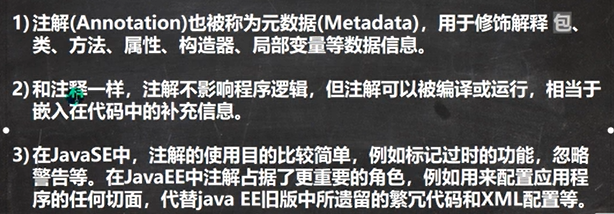 1) 注解(Annotation)也被称为元数据(Metadata)，用于修饰解释 包、
类、方法、属性、构造器、局部变量等数据信息。
2) 和注释一样，注解不影响程序逻辑，但注解可以被编译或运行，相当于
嵌入在代码中的补充信息。
3) 在JavaSE中，注解的使用目的比较简单，例如标记过时的功能，忽略
警告等。在JavaEE中注解占据了更重要的角色，例如用来配置应用程
序的任何切面，代替java EE旧版中所遗留的繁冗代码和XML配置等。